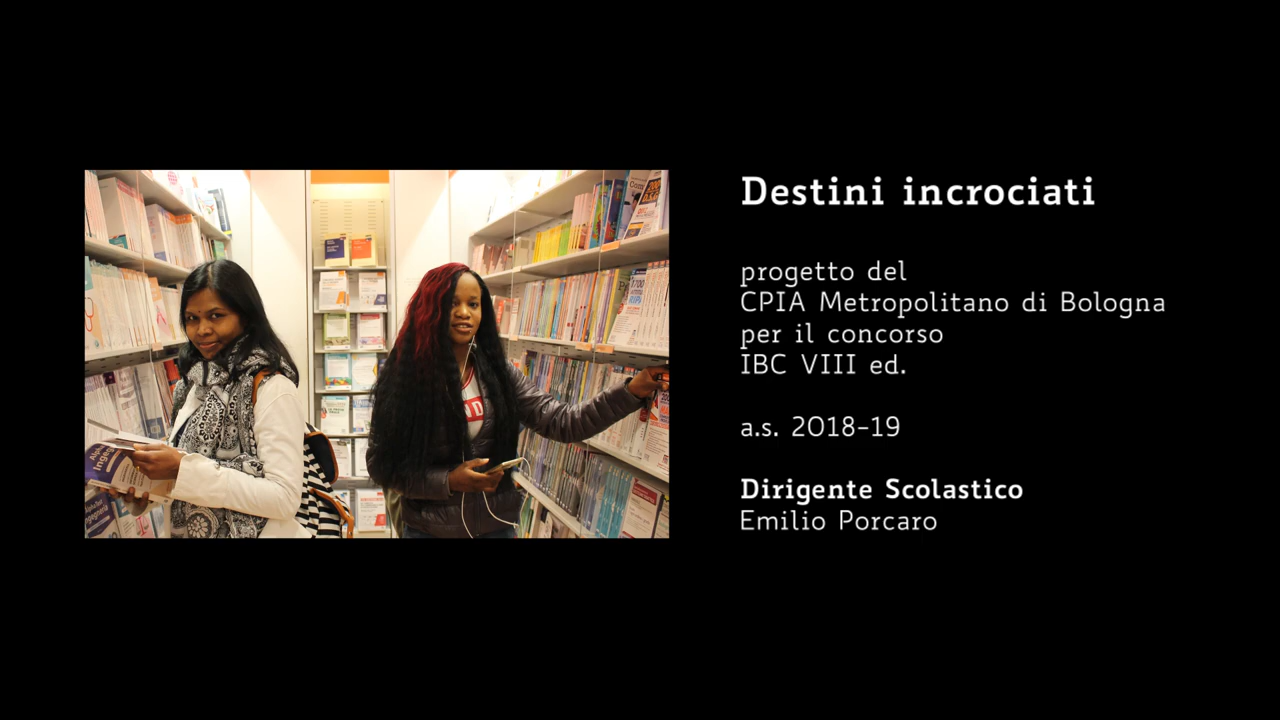 Destini incrociati
progetto del
CPIA Metropolitano di Bologna
per il concorso
IBC VIII ed.
a.s. 2018-19
Dirigente Scolastico
Emilio Porcaro